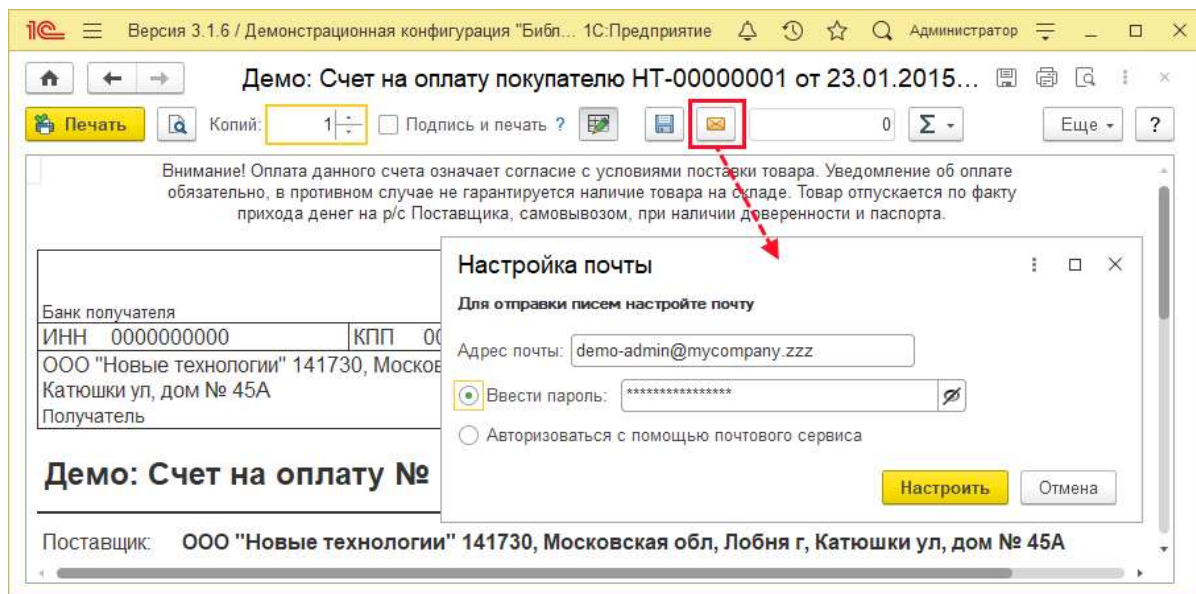 1С Версия 3.1.6 / Демонстрационная конфигурация "Библ... 1С:Предприятие Администратор
Демо: Счет на оплату покупателю НТ-00000001 от 23.01.2015...
Печать Копий: 1 Подпись и печать ? 0 Σ Еще ?
Внимание! Оплата данного счета означает согласие с условиями поставки товара. Уведомление об оплате
обязательно, в противном случае не гарантируется наличие товара на складе. Товар отпускается по факту
прихода денег на р/с Поставщика, самовывозом, при наличии доверенности и паспорта.
Банк получателя
ИНН 0000000000 КПП
ООО "Новые технологии" 141730, Москов
Катюшки ул, дом № 45А
Получатель
Настройка почты
Для отправки писем настройте почту
Адрес почты: demo-admin@mycompany.zzz
Ввести пароль: ****************
Авторизоваться с помощью почтового сервиса
Настроить Отмена
Демо: Счет на оплату №
Поставщик: ООО "Новые технологии" 141730, Московская обл, Лобня г, Катюшки ул, дом № 45А